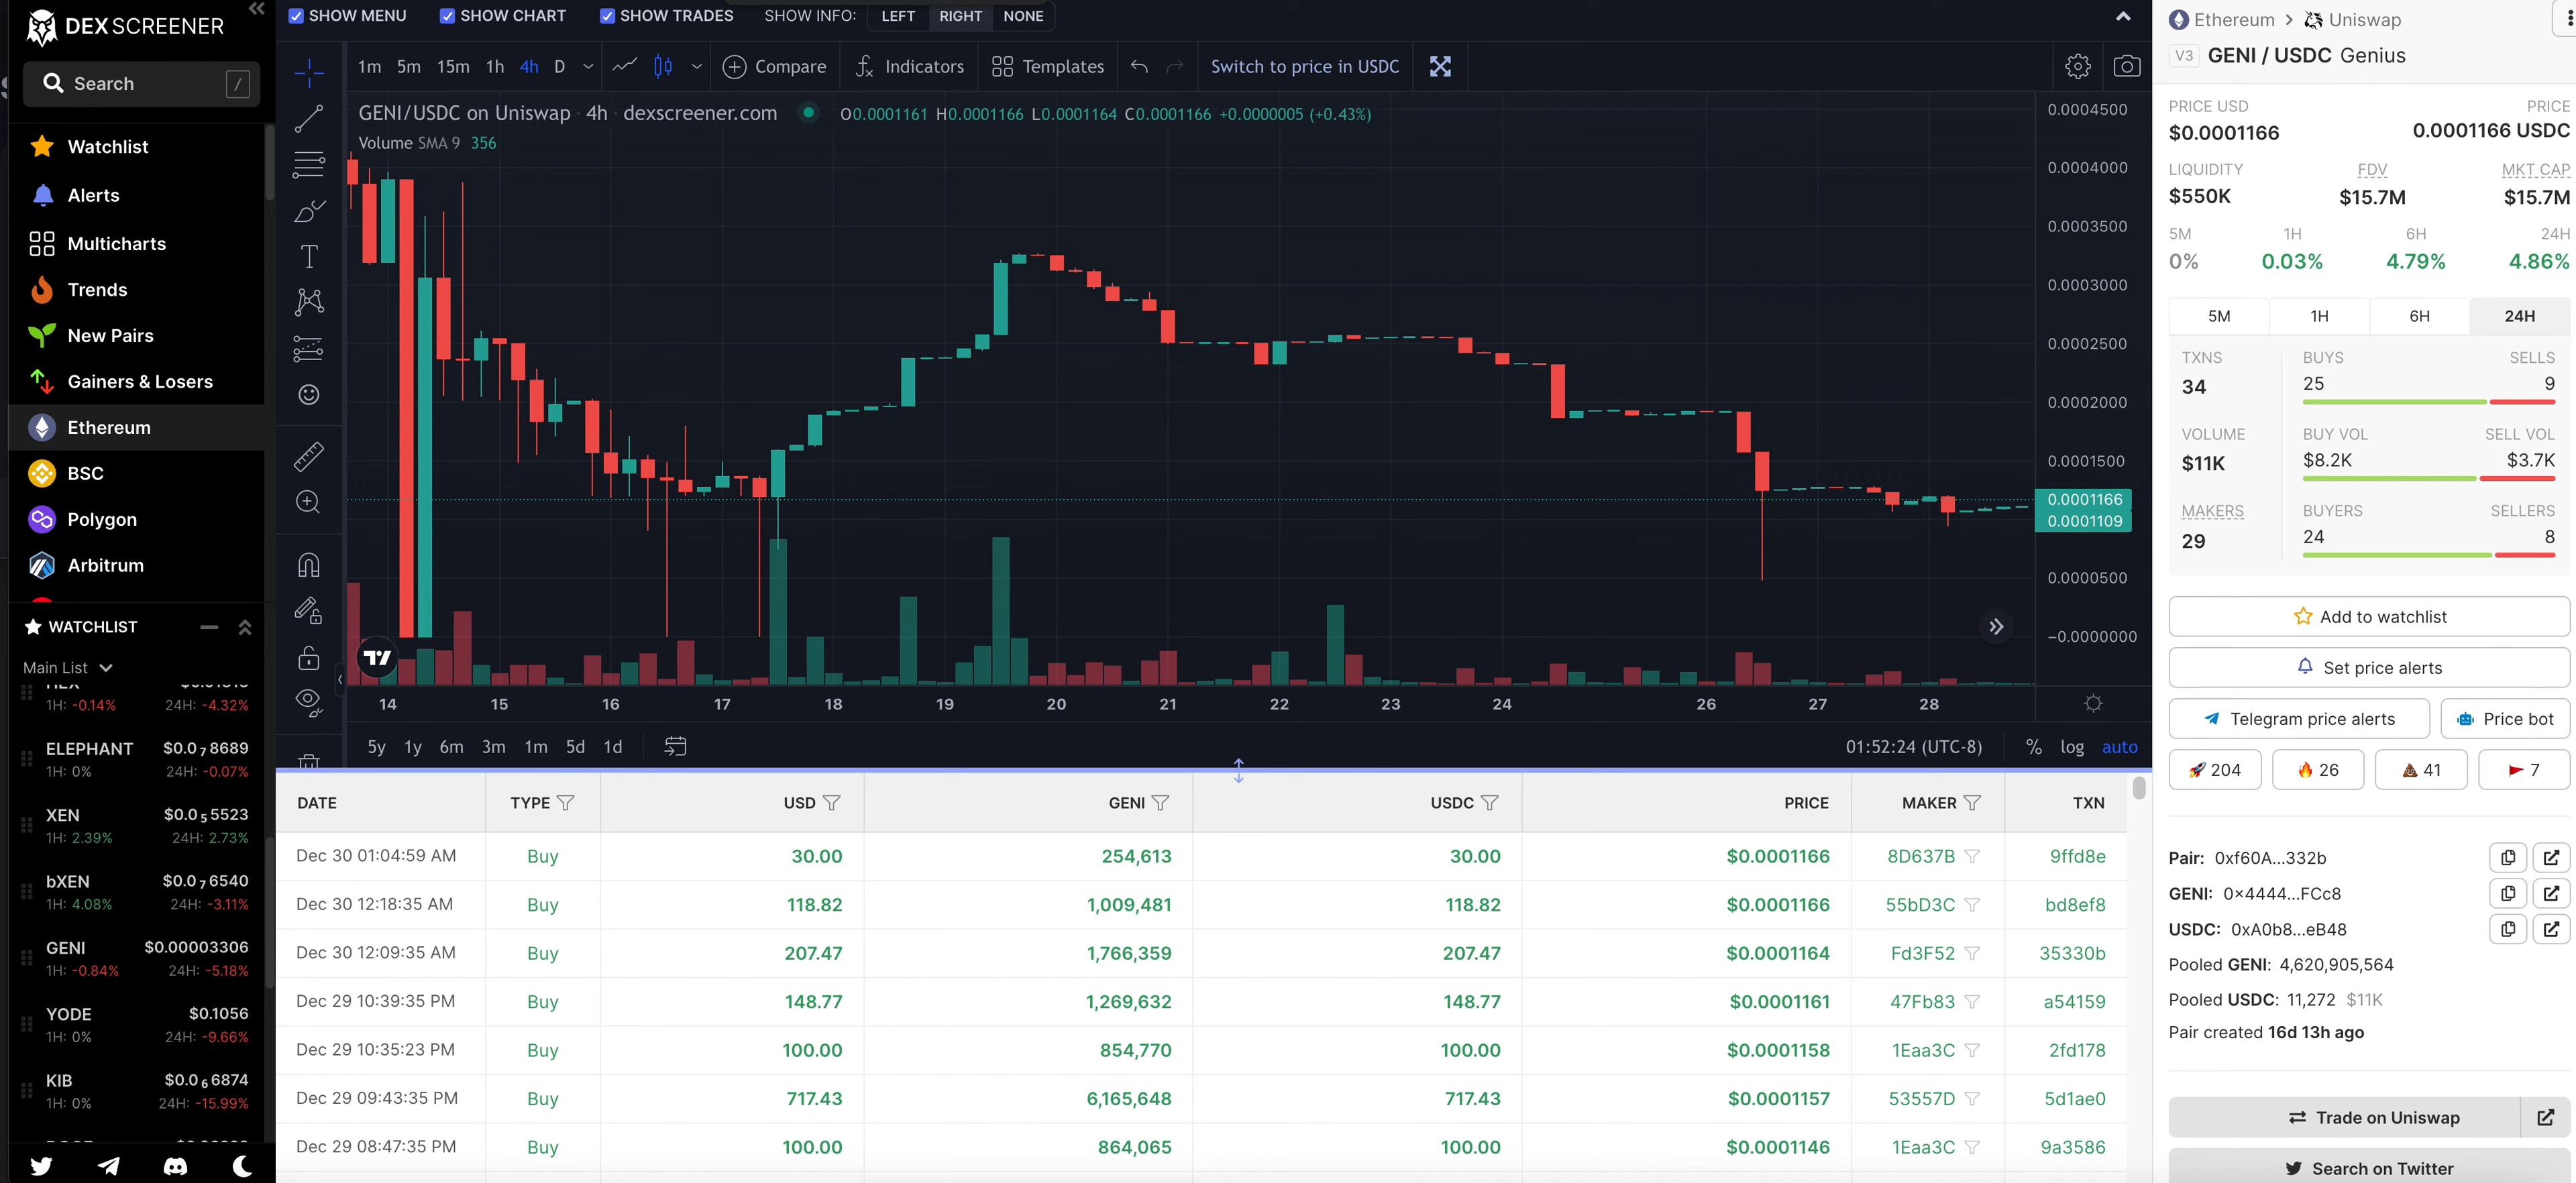 DEX SCREENER
Search /
Watchlist
Alerts
Multicharts
Trends
New Pairs
Gainers & Losers
Ethereum
BSC
Polygon
Arbitrum
WATCHLIST
Main List
1H: -0.14% 24H: -4.32%
ELEPHANT $0.0₇8689
1H: 0% 24H: -0.07%
XEN $0.0₅5523
1H: 2.39% 24H: 2.73%
bXEN $0.0₇6540
1H: 4.08% 24H: -3.11%
GENI $0.00003306
1H: -0.84% 24H: -5.18%
YODE $0.1056
1H: 0% 24H: -9.66%
KIB $0.0₆6874
1H: 0% 24H: -15.99%
SHOW MENU SHOW CHART SHOW TRADES SHOW INFO: LEFT RIGHT NONE
1m 5m 15m 1h 4h D Compare Indicators Templates Switch to price in USDC
GENI/USDC on Uniswap · 4h · dexscreener.com O0.0001161 H0.0001166 L0.0001164 C0.0001166 +0.0000005 (+0.43%)
Volume SMA 9 356
0.0004500
0.0004000
0.0003500
0.0003000
0.0002500
0.0002000
0.0001500
0.0001166
0.0001109
0.0000500
−0.0000000
14 15 16 17 18 19 20 21 22 23 24 26 27 28
5y 1y 6m 3m 1m 5d 1d 01:52:24 (UTC-8) % log auto
DATE TYPE USD GENI USDC PRICE MAKER TXN
Dec 30 01:04:59 AM Buy 30.00 254,613 30.00 $0.0001166 8D637B 9ffd8e
Dec 30 12:18:35 AM Buy 118.82 1,009,481 118.82 $0.0001166 55bD3C bd8ef8
Dec 30 12:09:35 AM Buy 207.47 1,766,359 207.47 $0.0001164 Fd3F52 35330b
Dec 29 10:39:35 PM Buy 148.77 1,269,632 148.77 $0.0001161 47Fb83 a54159
Dec 29 10:35:23 PM Buy 100.00 854,770 100.00 $0.0001158 1Eaa3C 2fd178
Dec 29 09:43:35 PM Buy 717.43 6,165,648 717.43 $0.0001157 53557D 5d1ae0
Dec 29 08:47:35 PM Buy 100.00 864,065 100.00 $0.0001146 1Eaa3C 9a3586
Ethereum > Uniswap
V3 GENI / USDC Genius
PRICE USD PRICE
$0.0001166 0.0001166 USDC
LIQUIDITY FDV MKT CAP
$550K $15.7M $15.7M
5M 1H 6H 24H
0% 0.03% 4.79% 4.86%
5M 1H 6H 24H
TXNS BUYS SELLS
34 25 9
VOLUME BUY VOL SELL VOL
$11K $8.2K $3.7K
MAKERS BUYERS SELLERS
29 24 8
Add to watchlist
Set price alerts
Telegram price alerts Price bot
204 26 41 7
Pair: 0xf60A...332b
GENI: 0×4444...FCc8
USDC: 0xA0b8...eB48
Pooled GENI: 4,620,905,564
Pooled USDC: 11,272 $11K
Pair created 16d 13h ago
Trade on Uniswap
Search on Twitter